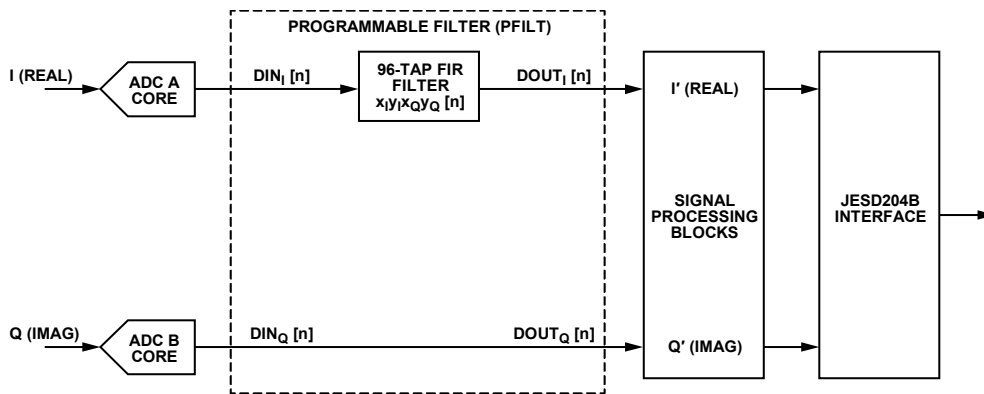 PROGRAMMABLE FILTER (PFILT)
I (REAL)
ADC A
CORE
DINI [n]
96-TAP FIR
FILTER
xIyIxQyQ [n]
DOUTI [n]
I′ (REAL)
SIGNAL
PROCESSING
BLOCKS
JESD204B
INTERFACE
Q (IMAG)
ADC B
CORE
DINQ [n]
DOUTQ [n]
Q′ (IMAG)